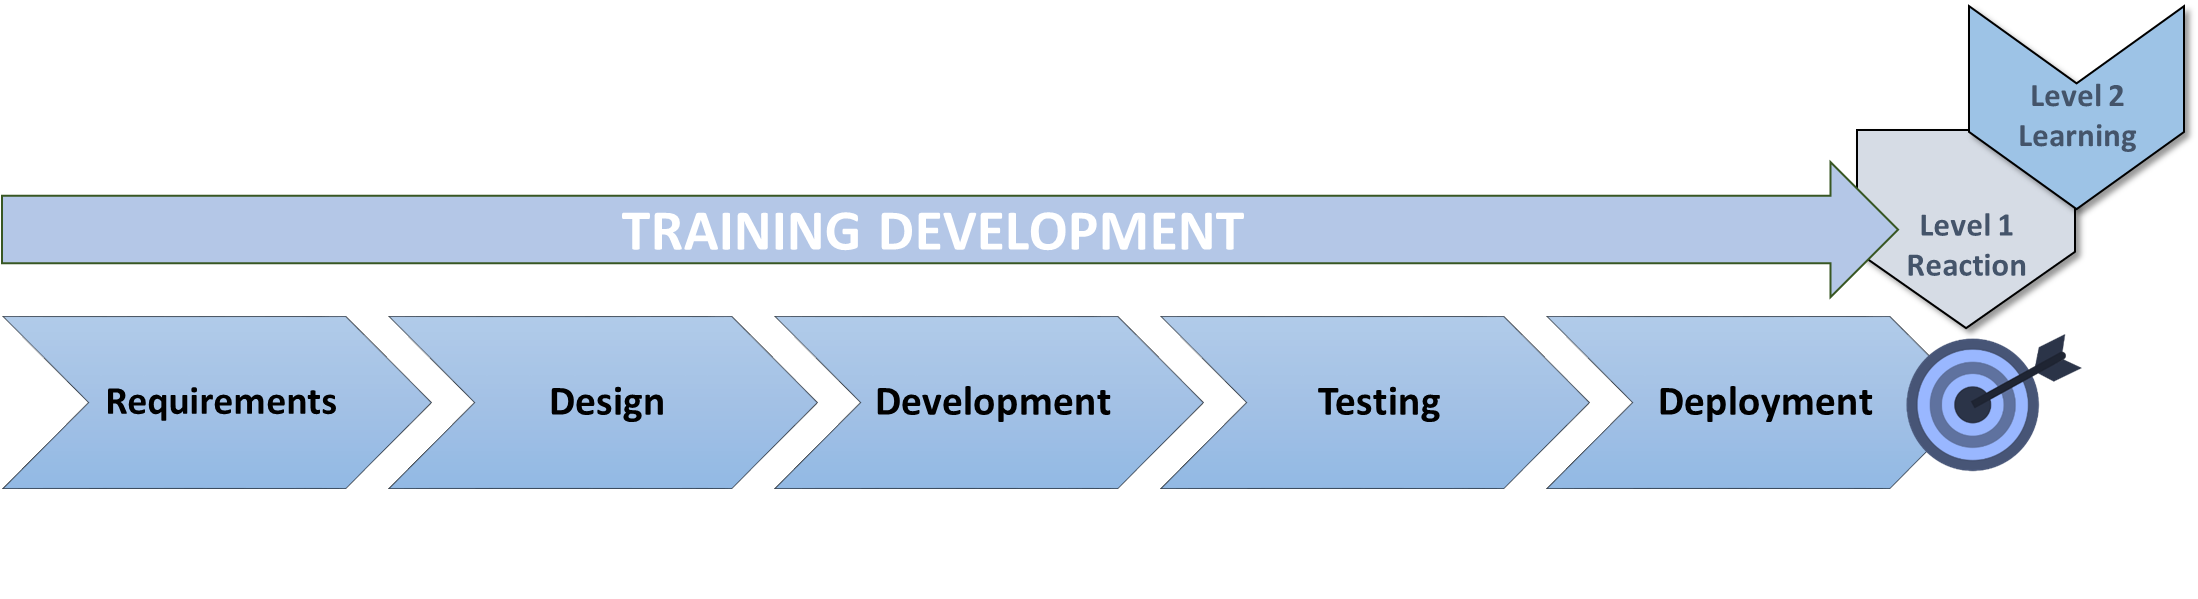 Level 2
Learning
TRAINING DEVELOPMENT
Level 1
Reaction
Requirements
Design
Development
Testing
Deployment